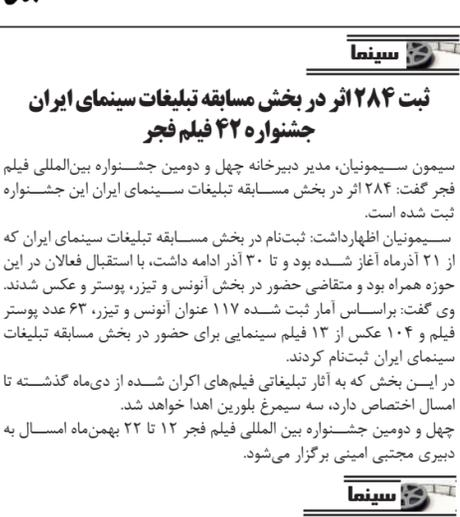 سینما
ثبت ۲۸۴ اثر در بخش مسابقه تبلیغات سینمای ایران
جشنواره ۴۲ فیلم فجر
سیمون سیمونیان، مدیر دبیرخانه چهل و دومین جشنواره بین‌المللی فیلم
فجر گفت: ۲۸۴ اثر در بخش مسابقه تبلیغات سینمای ایران این جشنواره
ثبت شده است.
سیمونیان اظهارداشت: ثبت‌نام در بخش مسابقه تبلیغات سینمای ایران که
از ۲۱ آذرماه آغاز شده بود و تا ۳۰ آذر ادامه داشت، با استقبال فعالان در این
حوزه همراه بود و متقاضی حضور در بخش آنونس و تیزر، پوستر و عکس شدند.
وی گفت: براساس آمار ثبت شده ۱۱۷ عنوان آنونس و تیزر، ۶۳ عدد پوستر
فیلم و ۱۰۴ عکس از ۱۳ فیلم سینمایی برای حضور در بخش مسابقه تبلیغات
سینمای ایران ثبت‌نام کردند.
در این بخش که به آثار تبلیغاتی فیلم‌های اکران شده از دی‌ماه گذشته تا
امسال اختصاص دارد، سه سیمرغ بلورین اهدا خواهد شد.
چهل و دومین جشنواره بین المللی فیلم فجر ۱۲ تا ۲۲ بهمن‌ماه امسال به
دبیری مجتبی امینی برگزار می‌شود.
سینما